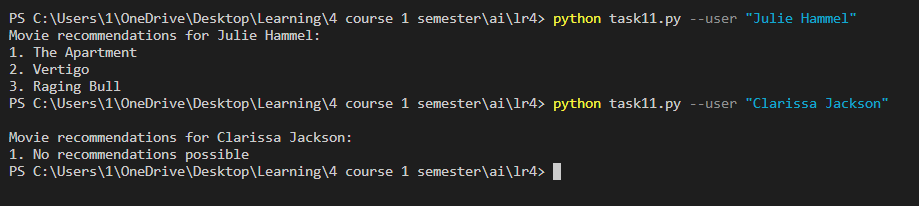 PS C:\Users\1\OneDrive\Desktop\Learning\4 course 1 semester\ai\lr4> python task11.py --user "Julie Hammel"
Movie recommendations for Julie Hammel:
1. The Apartment
2. Vertigo
3. Raging Bull
PS C:\Users\1\OneDrive\Desktop\Learning\4 course 1 semester\ai\lr4> python task11.py --user "Clarissa Jackson"
Movie recommendations for Clarissa Jackson:
1. No recommendations possible
PS C:\Users\1\OneDrive\Desktop\Learning\4 course 1 semester\ai\lr4>